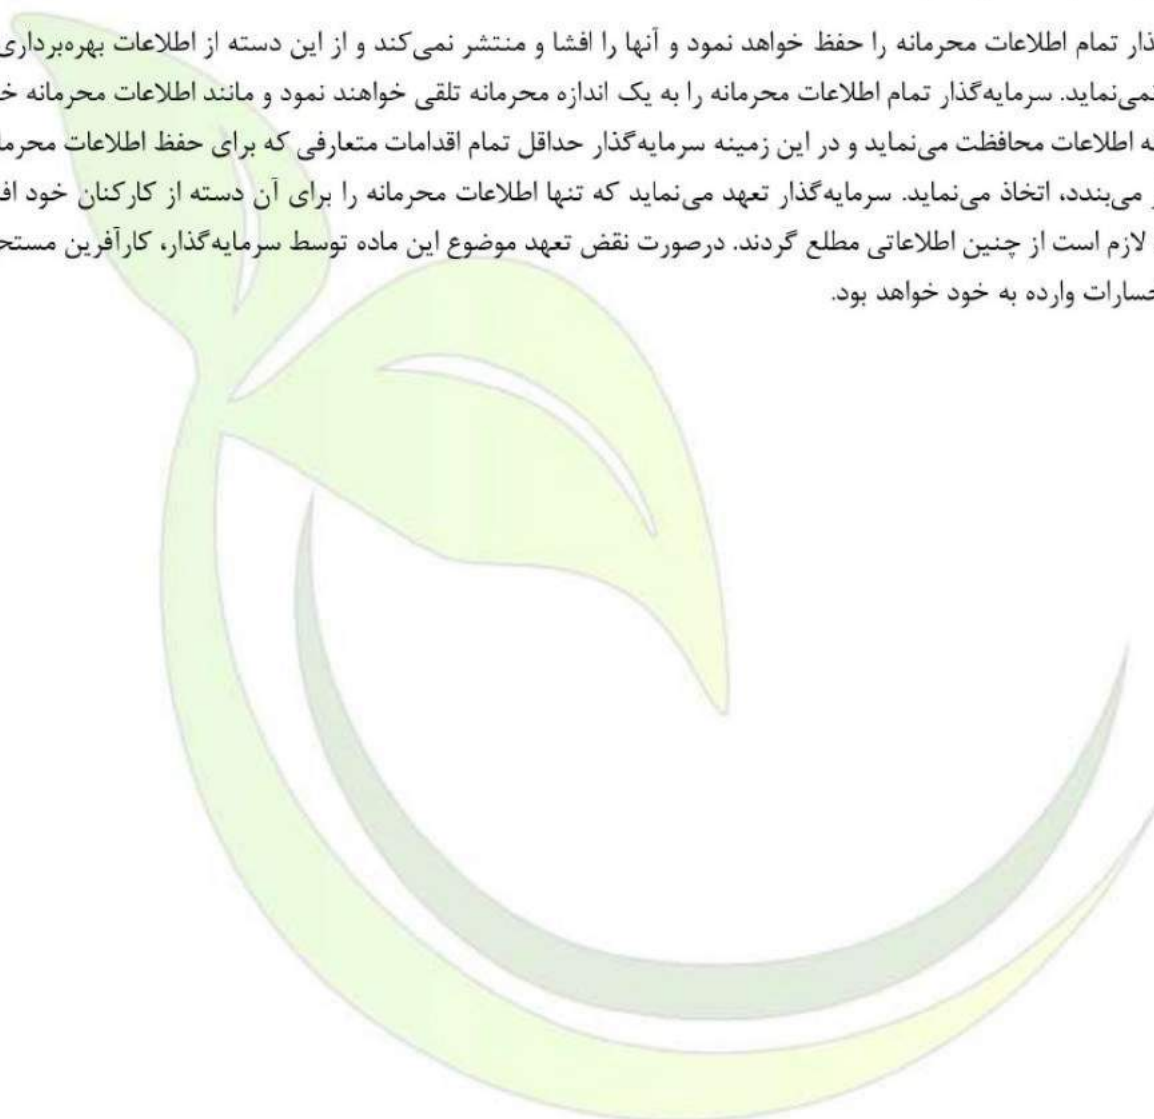 ذار تمام اطلاعات محرمانه را حفظ خواهد نمود و آنها را افشا و منتشر نمی‌کند و از این دسته از اطلاعات بهره‌برداری
نمی‌نماید. سرمایه‌گذار تمام اطلاعات محرمانه را به یک اندازه محرمانه تلقی خواهند نمود و مانند اطلاعات محرمانه خ
ه اطلاعات محافظت می‌نماید و در این زمینه سرمایه‌گذار حداقل تمام اقدامات متعارفی که برای حفظ اطلاعات محرما
ر می‌بندد، اتخاذ می‌نماید. سرمایه‌گذار تعهد می‌نماید که تنها اطلاعات محرمانه را برای آن دسته از کارکنان خود اف
لازم است از چنین اطلاعاتی مطلع گردند. درصورت نقض تعهد موضوع این ماده توسط سرمایه‌گذار، کارآفرین مستح
خسارات وارده به خود خواهد بود.